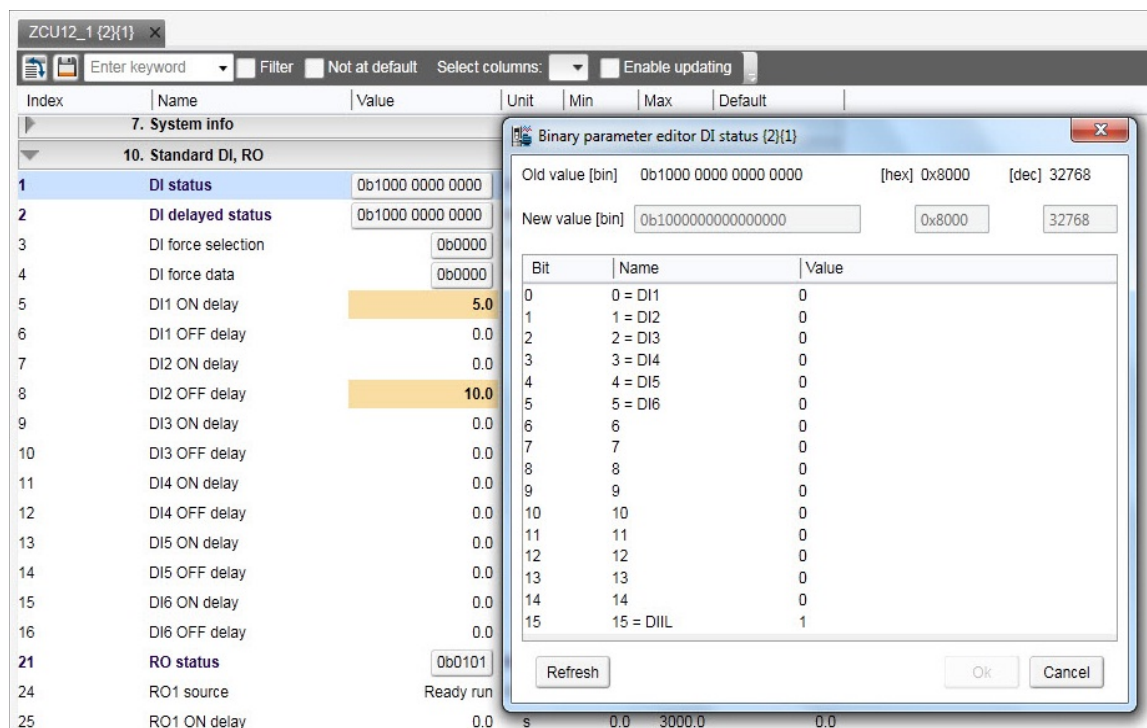 ZCU12_1 {2}{1} ×
Enter keyword Filter Not at default Select columns: Enable updating
Index Name Value Unit Min Max Default
7. System info
10. Standard DI, RO
1 DI status 0b1000 0000 0000
2 DI delayed status 0b1000 0000 0000
3 DI force selection 0b0000
4 DI force data 0b0000
5 DI1 ON delay 5.0
6 DI1 OFF delay 0.0
7 DI2 ON delay 0.0
8 DI2 OFF delay 10.0
9 DI3 ON delay 0.0
10 DI3 OFF delay 0.0
11 DI4 ON delay 0.0
12 DI4 OFF delay 0.0
13 DI5 ON delay 0.0
14 DI5 OFF delay 0.0
15 DI6 ON delay 0.0
16 DI6 OFF delay 0.0
21 RO status 0b0101
24 RO1 source Ready run
25 RO1 ON delay 0.0 s 0.0 3000.0 0.0
Binary parameter editor DI status {2}{1}
Old value [bin] 0b1000 0000 0000 0000 [hex] 0x8000 [dec] 32768
New value [bin] 0b1000000000000000 0x8000 32768
Bit Name Value
0 0 = DI1 0
1 1 = DI2 0
2 2 = DI3 0
3 3 = DI4 0
4 4 = DI5 0
5 5 = DI6 0
6 6 0
7 7 0
8 8 0
9 9 0
10 10 0
11 11 0
12 12 0
13 13 0
14 14 0
15 15 = DIIL 1
Refresh Ok Cancel